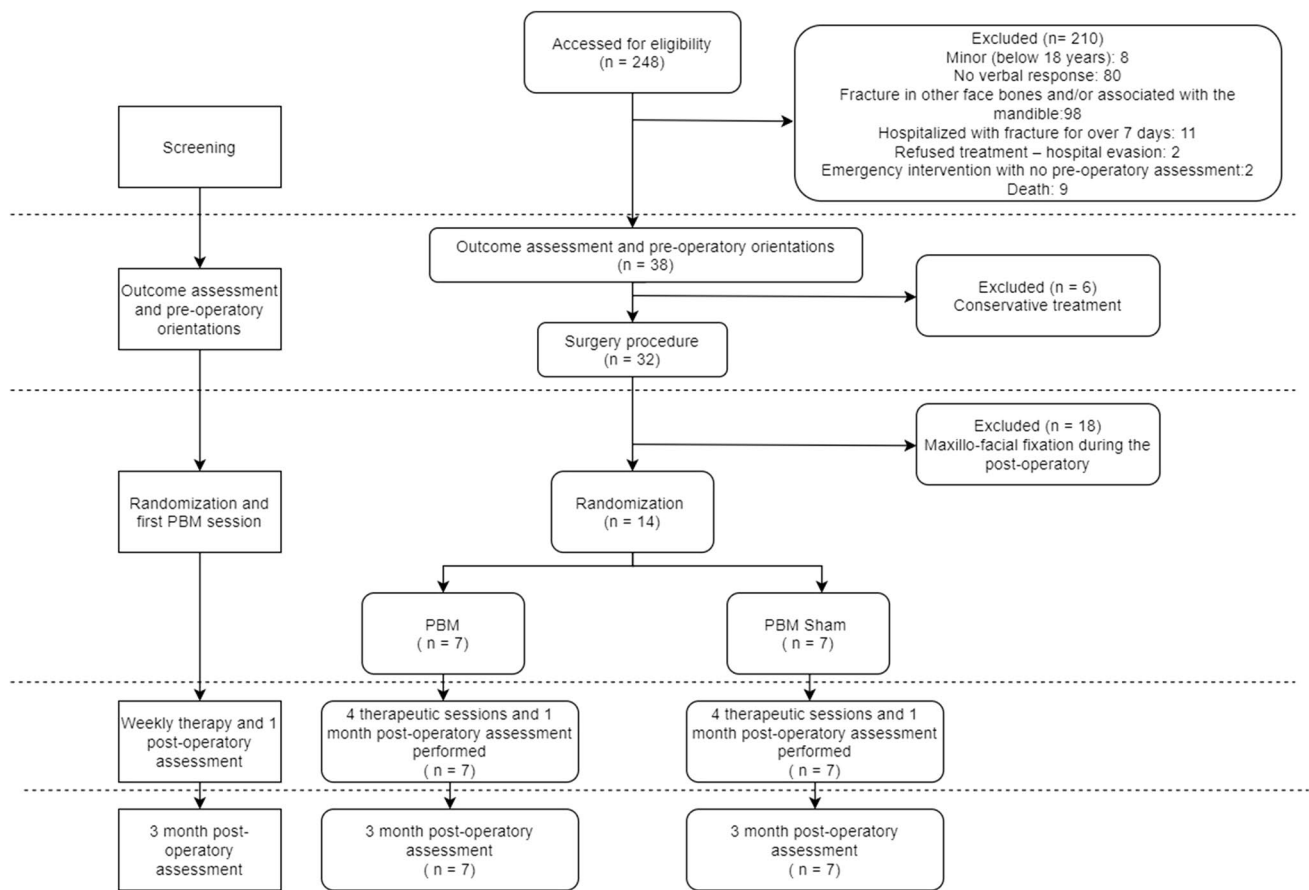 Accessed for eligibility
(n = 248)
Excluded (n= 210)
Minor (below 18 years): 8
No verbal response: 80
Fracture in other face bones and/or associated with the
mandible:98
Hospitalized with fracture for over 7 days: 11
Refused treatment – hospital evasion: 2
Emergency intervention with no pre-operatory assessment:2
Death: 9
Screening
Outcome assessment and pre-operatory orientations
(n = 38)
Outcome assessment
and pre-operatory
orientations
Excluded (n = 6)
Conservative treatment
Surgery procedure
(n = 32)
Excluded (n = 18)
Maxillo-facial fixation during the
post-operatory
Randomization and
first PBM session
Randomization
(n = 14)
PBM
( n = 7)
PBM Sham
( n = 7)
Weekly therapy and 1
post-operatory
assessment
4 therapeutic sessions and 1
month post-operatory assessment
performed
( n = 7)
4 therapeutic sessions and 1
month post-operatory assessment
performed
( n = 7)
3 month post-
operatory
assessment
3 month post-operatory
assessment
( n = 7)
3 month post-operatory
assessment
( n = 7)